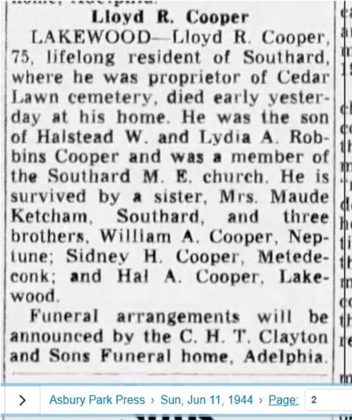 Lloyd R. Cooper
LAKEWOOD—Lloyd R. Cooper,
75, lifelong resident of Southard,
where he was proprietor of Cedar
Lawn cemetery, died early yester-
day at his home. He was the son
of Halstead W. and Lydia A. Rob-
bins Cooper and was a member of
the Southard M. E. church. He is
survived by a sister, Mrs. Maude
Ketcham, Southard, and three
brothers, William A. Cooper, Nep-
tune; Sidney H. Cooper, Metede-
conk; and Hal A. Cooper, Lake-
wood.
Funeral arrangements will be
announced by the C. H. T. Clayton
and Sons Funeral home, Adelphia.
Asbury Park Press › Sun, Jun 11, 1944 › Page: 2